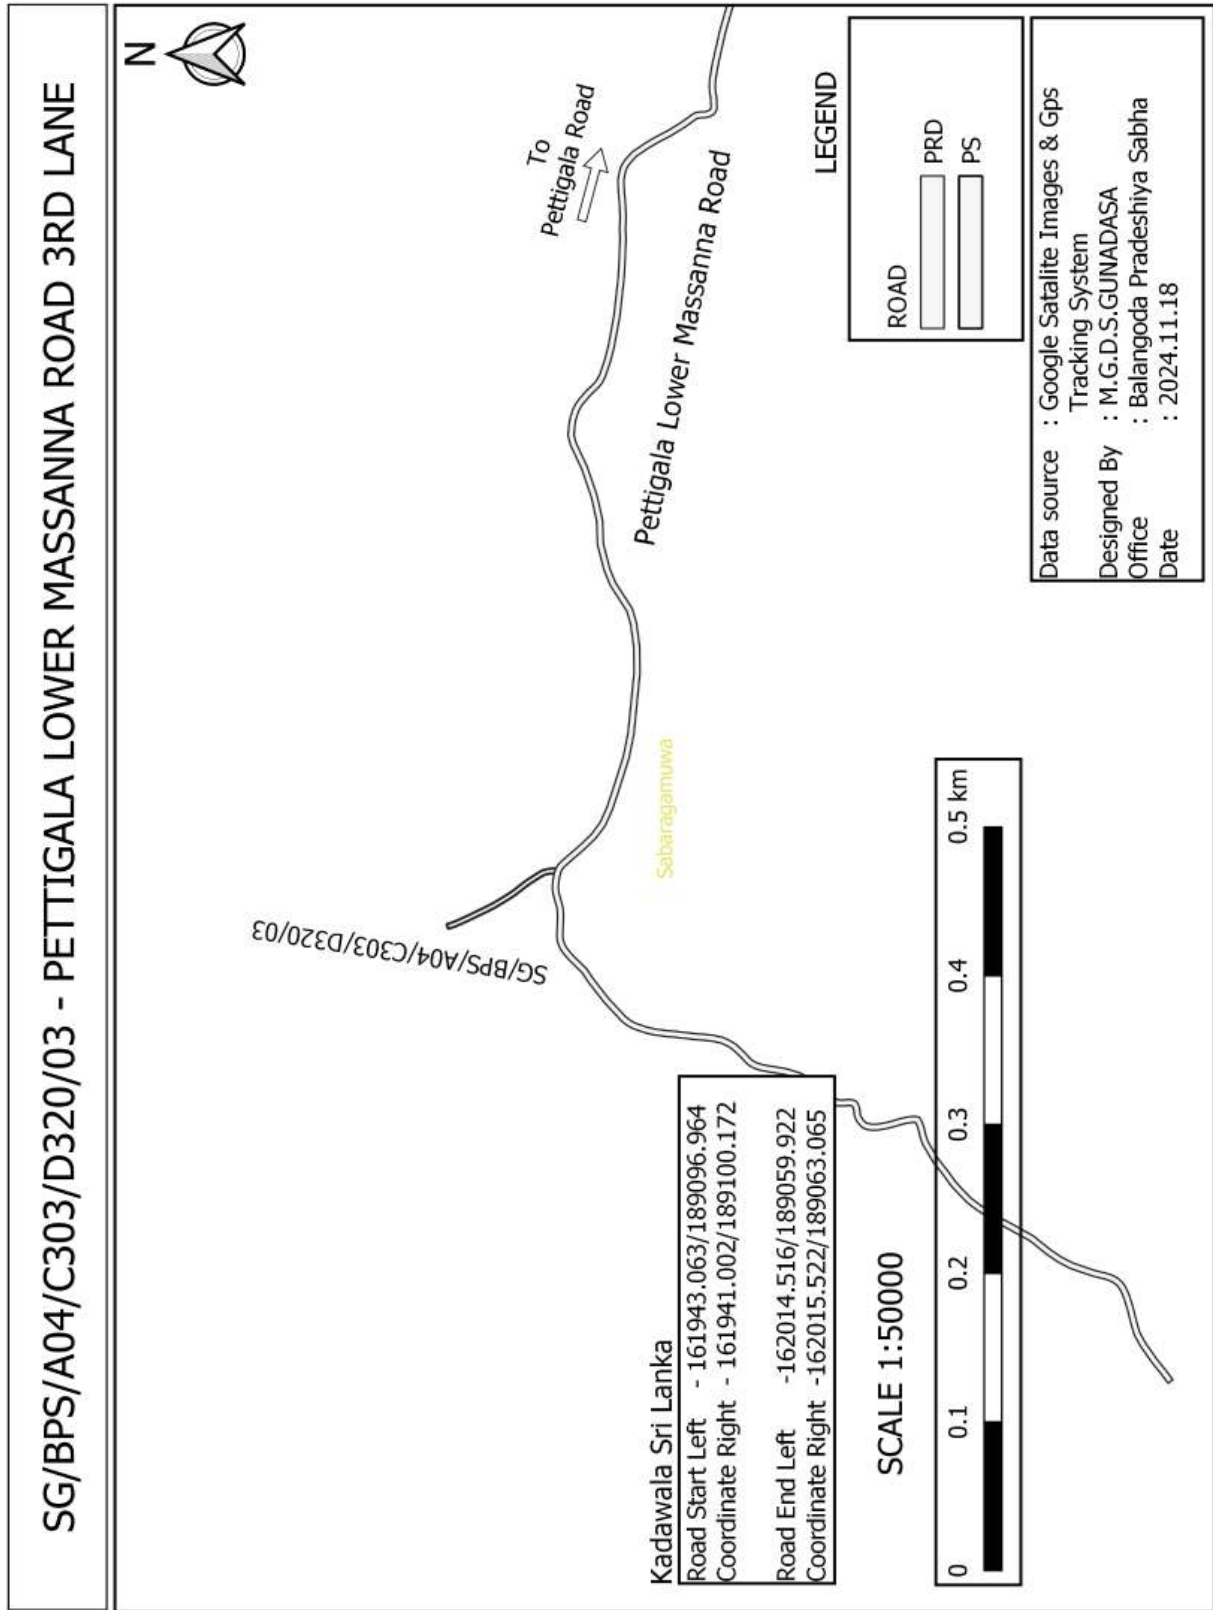 SG/BPS/A04/C303/D320/03 - PETTIGALA LOWER MASSANNA ROAD 3RD LANE
N
To
Pettigala Road
SG/BPS/A04/C303/D320/03
Pettigala Lower Massanna Road
Sabaragamuwa
Kadawala Sri Lanka
Road Start Left - 161943.063/189096.964
Coordinate Right - 161941.002/189100.172
Road End Left -162014.516/189059.922
Coordinate Right -162015.522/189063.065
SCALE 1:50000
0 0.1 0.2 0.3 0.4 0.5 km
LEGEND
ROAD
PRD
PS
Data source : Google Satalite Images & Gps
Tracking System
Designed By : M.G.D.S.GUNADASA
Office : Balangoda Pradeshiya Sabha
Date : 2024.11.18